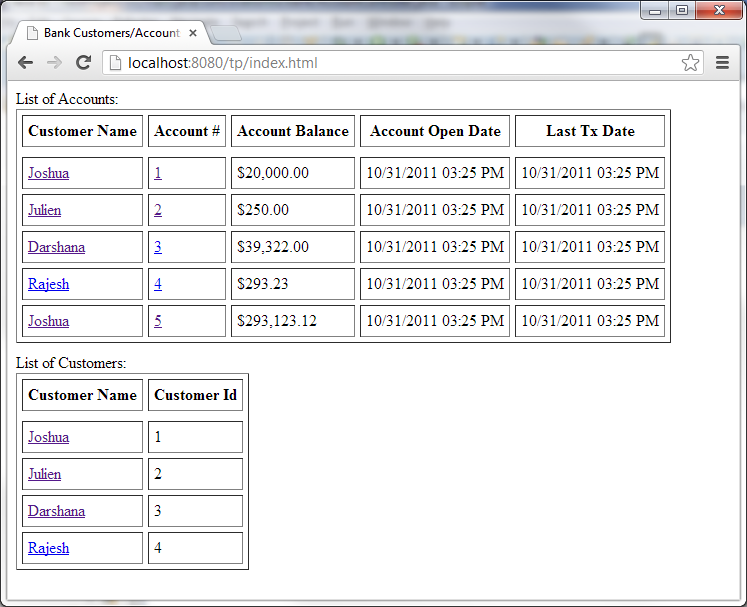 Bank Customers/Account
localhost:8080/tp/index.html
List of Accounts:
Customer Name Account # Account Balance Account Open Date Last Tx Date
Joshua 1 $20,000.00 10/31/2011 03:25 PM 10/31/2011 03:25 PM
Julien 2 $250.00 10/31/2011 03:25 PM 10/31/2011 03:25 PM
Darshana 3 $39,322.00 10/31/2011 03:25 PM 10/31/2011 03:25 PM
Rajesh 4 $293.23 10/31/2011 03:25 PM 10/31/2011 03:25 PM
Joshua 5 $293,123.12 10/31/2011 03:25 PM 10/31/2011 03:25 PM
List of Customers:
Customer Name Customer Id
Joshua 1
Julien 2
Darshana 3
Rajesh 4